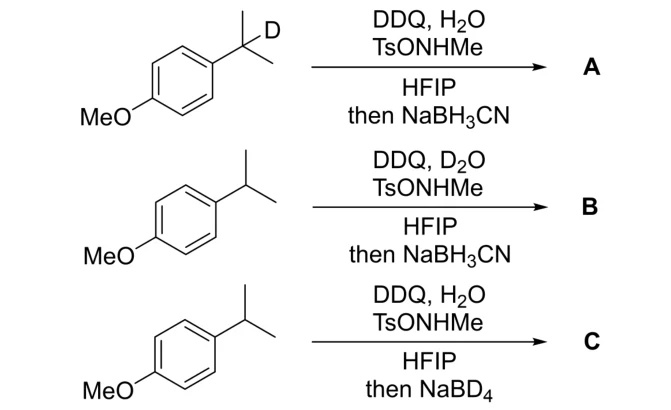 D
MeO
DDQ, H₂O
TsONHMe
HFIP
then NaBH₃CN
A
MeO
DDQ, D₂O
TsONHMe
HFIP
then NaBH₃CN
B
MeO
DDQ, H₂O
TsONHMe
HFIP
then NaBD₄
C